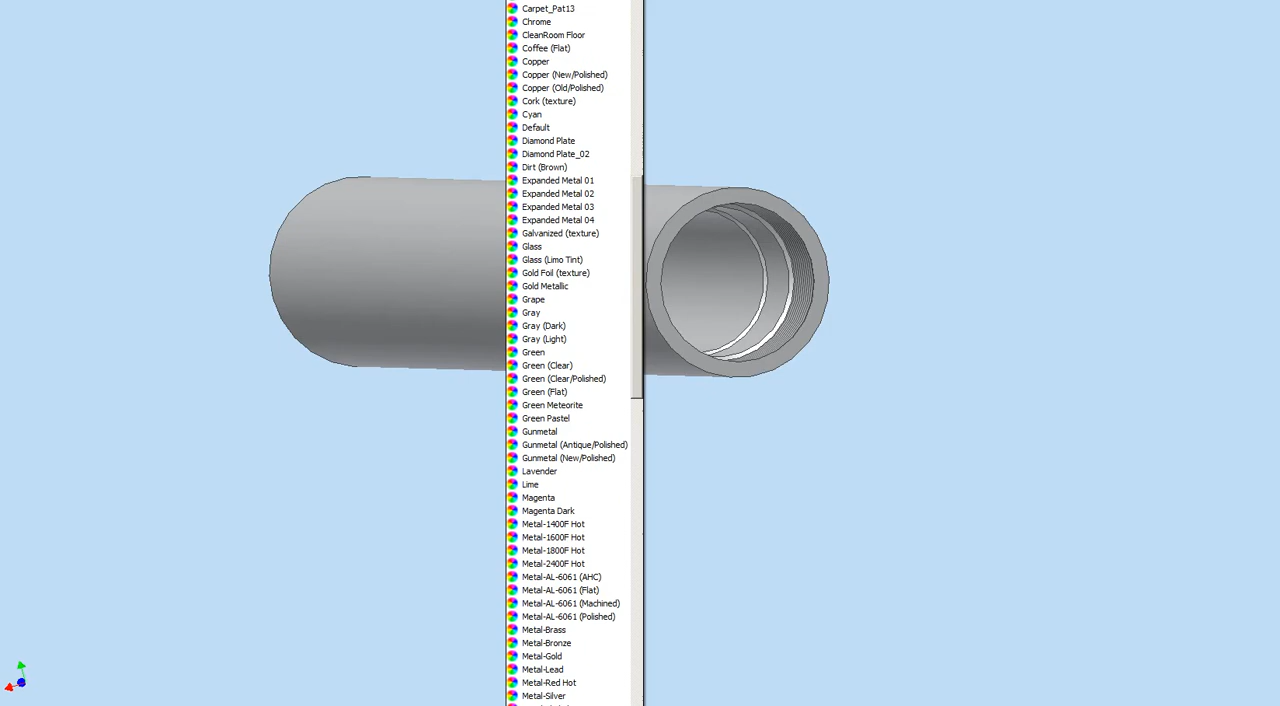 Carpet_Pat13
Chrome
CleanRoom Floor
Coffee (Flat)
Copper
Copper (New/Polished)
Copper (Old/Polished)
Cork (texture)
Cyan
Default
Diamond Plate
Diamond Plate_02
Dirt (Brown)
Expanded Metal 01
Expanded Metal 02
Expanded Metal 03
Expanded Metal 04
Galvanized (texture)
Glass
Glass (Limo Tint)
Gold Foil (texture)
Gold Metallic
Grape
Gray
Gray (Dark)
Gray (Light)
Green
Green (Clear)
Green (Clear/Polished)
Green (Flat)
Green Meteorite
Green Pastel
Gunmetal
Gunmetal (Antique/Polished)
Gunmetal (New/Polished)
Lavender
Lime
Magenta
Magenta Dark
Metal-1400F Hot
Metal-1600F Hot
Metal-1800F Hot
Metal-2400F Hot
Metal-AL-6061 (AHC)
Metal-AL-6061 (Flat)
Metal-AL-6061 (Machined)
Metal-AL-6061 (Polished)
Metal-Brass
Metal-Bronze
Metal-Gold
Metal-Lead
Metal-Red Hot
Metal-Silver